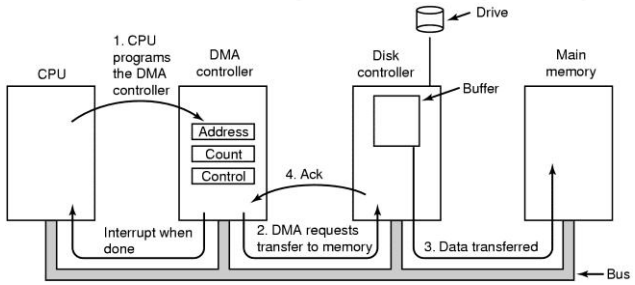 Drive
1. CPU
programs
the DMA
controller
CPU
DMA
controller
Disk
controller
Main
memory
Buffer
Address
Count
Control
4. Ack
Interrupt when
done
2. DMA requests
transfer to memory
3. Data transferred
Bus